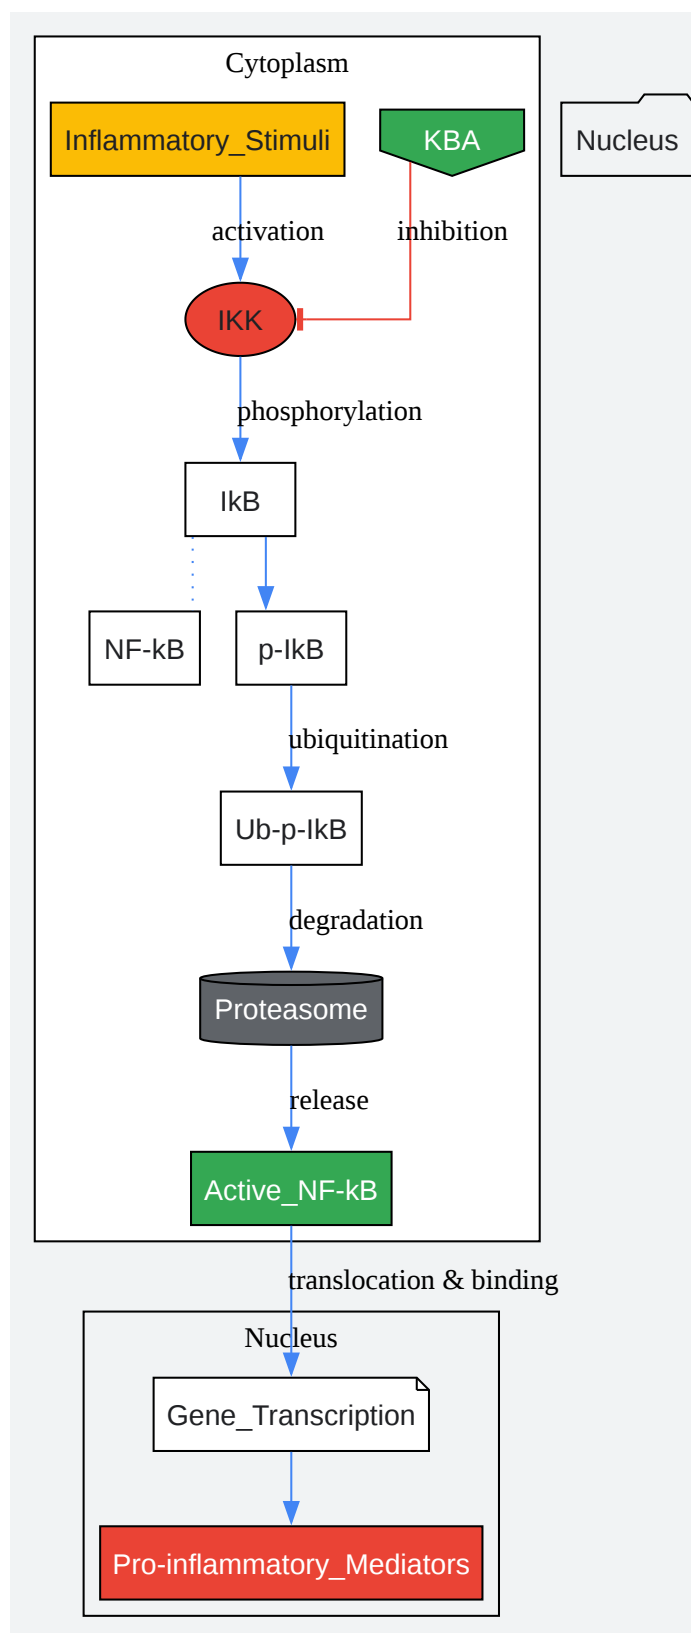 Cytoplasm
Inflammatory_Stimuli
KBA
Nucleus
activation
inhibition
IKK
phosphorylation
IkB
NF-kB
p-IkB
ubiquitination
Ub-p-IkB
degradation
Proteasome
release
Active_NF-kB
translocation & binding
Nucleus
Gene_Transcription
Pro-inflammatory_Mediators